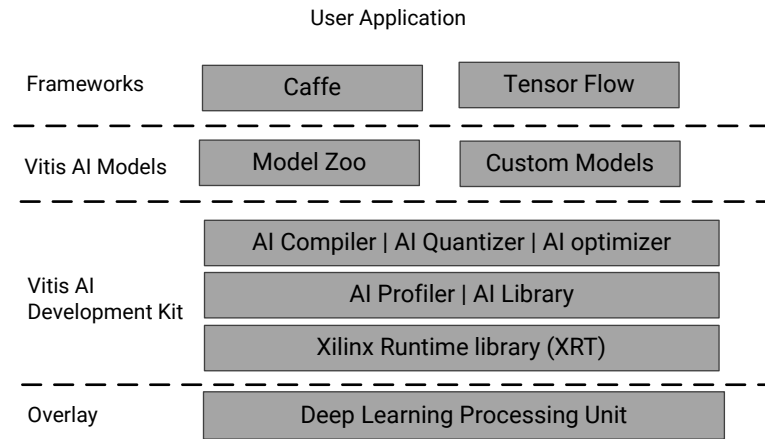 User Application
Frameworks
Caffe
Tensor Flow
Vitis AI Models
Model Zoo
Custom Models
Vitis AI
Development Kit
AI Compiler | AI Quantizer | AI optimizer
AI Profiler | AI Library
Xilinx Runtime library (XRT)
Overlay
Deep Learning Processing Unit